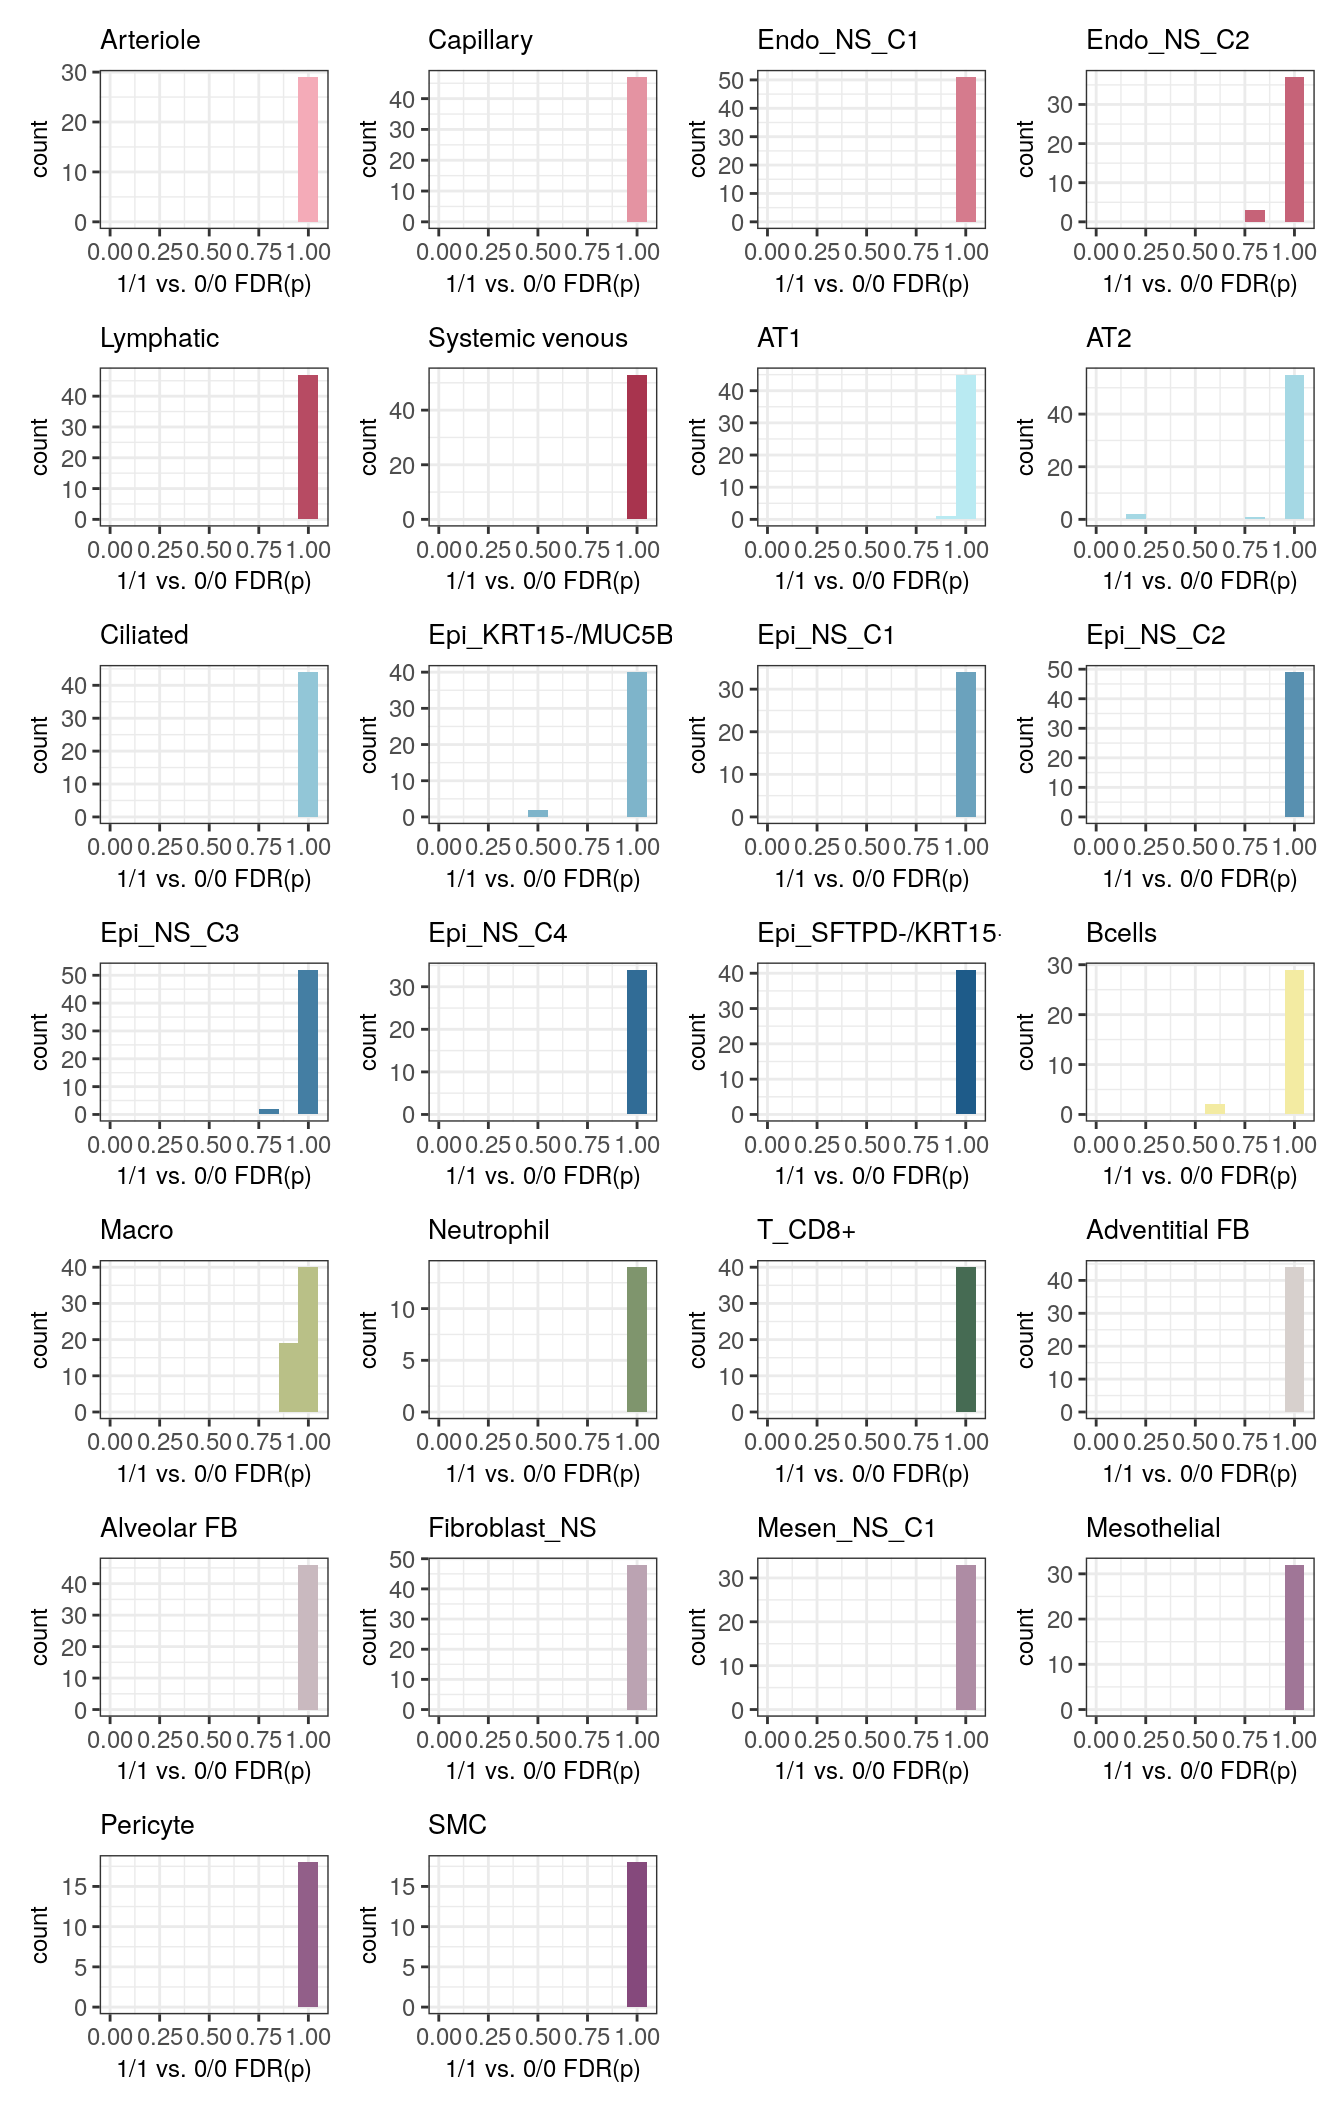 Arteriole Capillary Endo_NS_C1 Endo_NS_C2
30 20 10 0 count 40 30 20 10 0 count 50 40 30 20 10 0 count 30 20 10 0 count
0.00 0.25 0.50 0.75 1.00 0.00 0.25 0.50 0.75 1.00 0.00 0.25 0.50 0.75 1.00 0.00 0.25 0.50 0.75 1.00
1/1 vs. 0/0 FDR(p) 1/1 vs. 0/0 FDR(p) 1/1 vs. 0/0 FDR(p) 1/1 vs. 0/0 FDR(p)
Lymphatic Systemic venous AT1 AT2
40 30 20 10 0 count 40 20 0 count 40 30 20 10 0 count 40 20 0 count
0.00 0.25 0.50 0.75 1.00 0.00 0.25 0.50 0.75 1.00 0.00 0.25 0.50 0.75 1.00 0.00 0.25 0.50 0.75 1.00
1/1 vs. 0/0 FDR(p) 1/1 vs. 0/0 FDR(p) 1/1 vs. 0/0 FDR(p) 1/1 vs. 0/0 FDR(p)
Ciliated Epi_KRT15-/MUC5B Epi_NS_C1 Epi_NS_C2
40 30 20 10 0 count 40 30 20 10 0 count 30 20 10 0 count 50 40 30 20 10 0 count
0.00 0.25 0.50 0.75 1.00 0.00 0.25 0.50 0.75 1.00 0.00 0.25 0.50 0.75 1.00 0.00 0.25 0.50 0.75 1.00
1/1 vs. 0/0 FDR(p) 1/1 vs. 0/0 FDR(p) 1/1 vs. 0/0 FDR(p) 1/1 vs. 0/0 FDR(p)
Epi_NS_C3 Epi_NS_C4 Epi_SFTPD-/KRT15- Bcells
50 40 30 20 10 0 count 30 20 10 0 count 40 30 20 10 0 count 30 20 10 0 count
0.00 0.25 0.50 0.75 1.00 0.00 0.25 0.50 0.75 1.00 0.00 0.25 0.50 0.75 1.00 0.00 0.25 0.50 0.75 1.00
1/1 vs. 0/0 FDR(p) 1/1 vs. 0/0 FDR(p) 1/1 vs. 0/0 FDR(p) 1/1 vs. 0/0 FDR(p)
Macro Neutrophil T_CD8+ Adventitial FB
40 30 20 10 0 count 10 5 0 count 40 30 20 10 0 count 40 30 20 10 0 count
0.00 0.25 0.50 0.75 1.00 0.00 0.25 0.50 0.75 1.00 0.00 0.25 0.50 0.75 1.00 0.00 0.25 0.50 0.75 1.00
1/1 vs. 0/0 FDR(p) 1/1 vs. 0/0 FDR(p) 1/1 vs. 0/0 FDR(p) 1/1 vs. 0/0 FDR(p)
Alveolar FB Fibroblast_NS Mesen_NS_C1 Mesothelial
40 30 20 10 0 count 50 40 30 20 10 0 count 30 20 10 0 count 30 20 10 0 count
0.00 0.25 0.50 0.75 1.00 0.00 0.25 0.50 0.75 1.00 0.00 0.25 0.50 0.75 1.00 0.00 0.25 0.50 0.75 1.00
1/1 vs. 0/0 FDR(p) 1/1 vs. 0/0 FDR(p) 1/1 vs. 0/0 FDR(p) 1/1 vs. 0/0 FDR(p)
Pericyte SMC
15 10 5 0 count 15 10 5 0 count
0.00 0.25 0.50 0.75 1.00 0.00 0.25 0.50 0.75 1.00
1/1 vs. 0/0 FDR(p) 1/1 vs. 0/0 FDR(p)